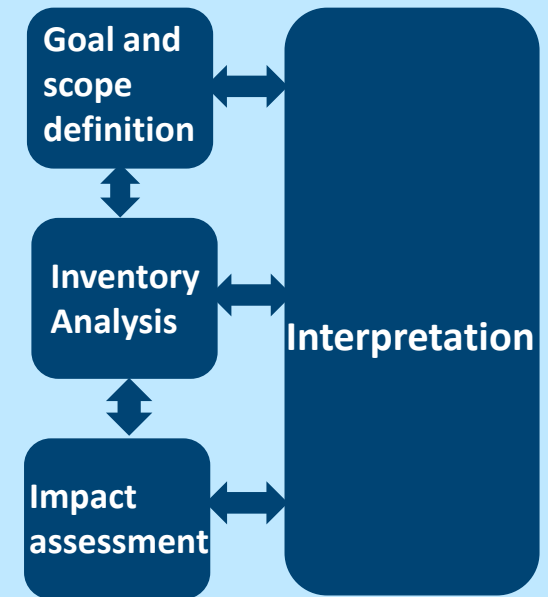 Goal and
scope
definition
Inventory
Analysis
Interpretation
Impact
assessment